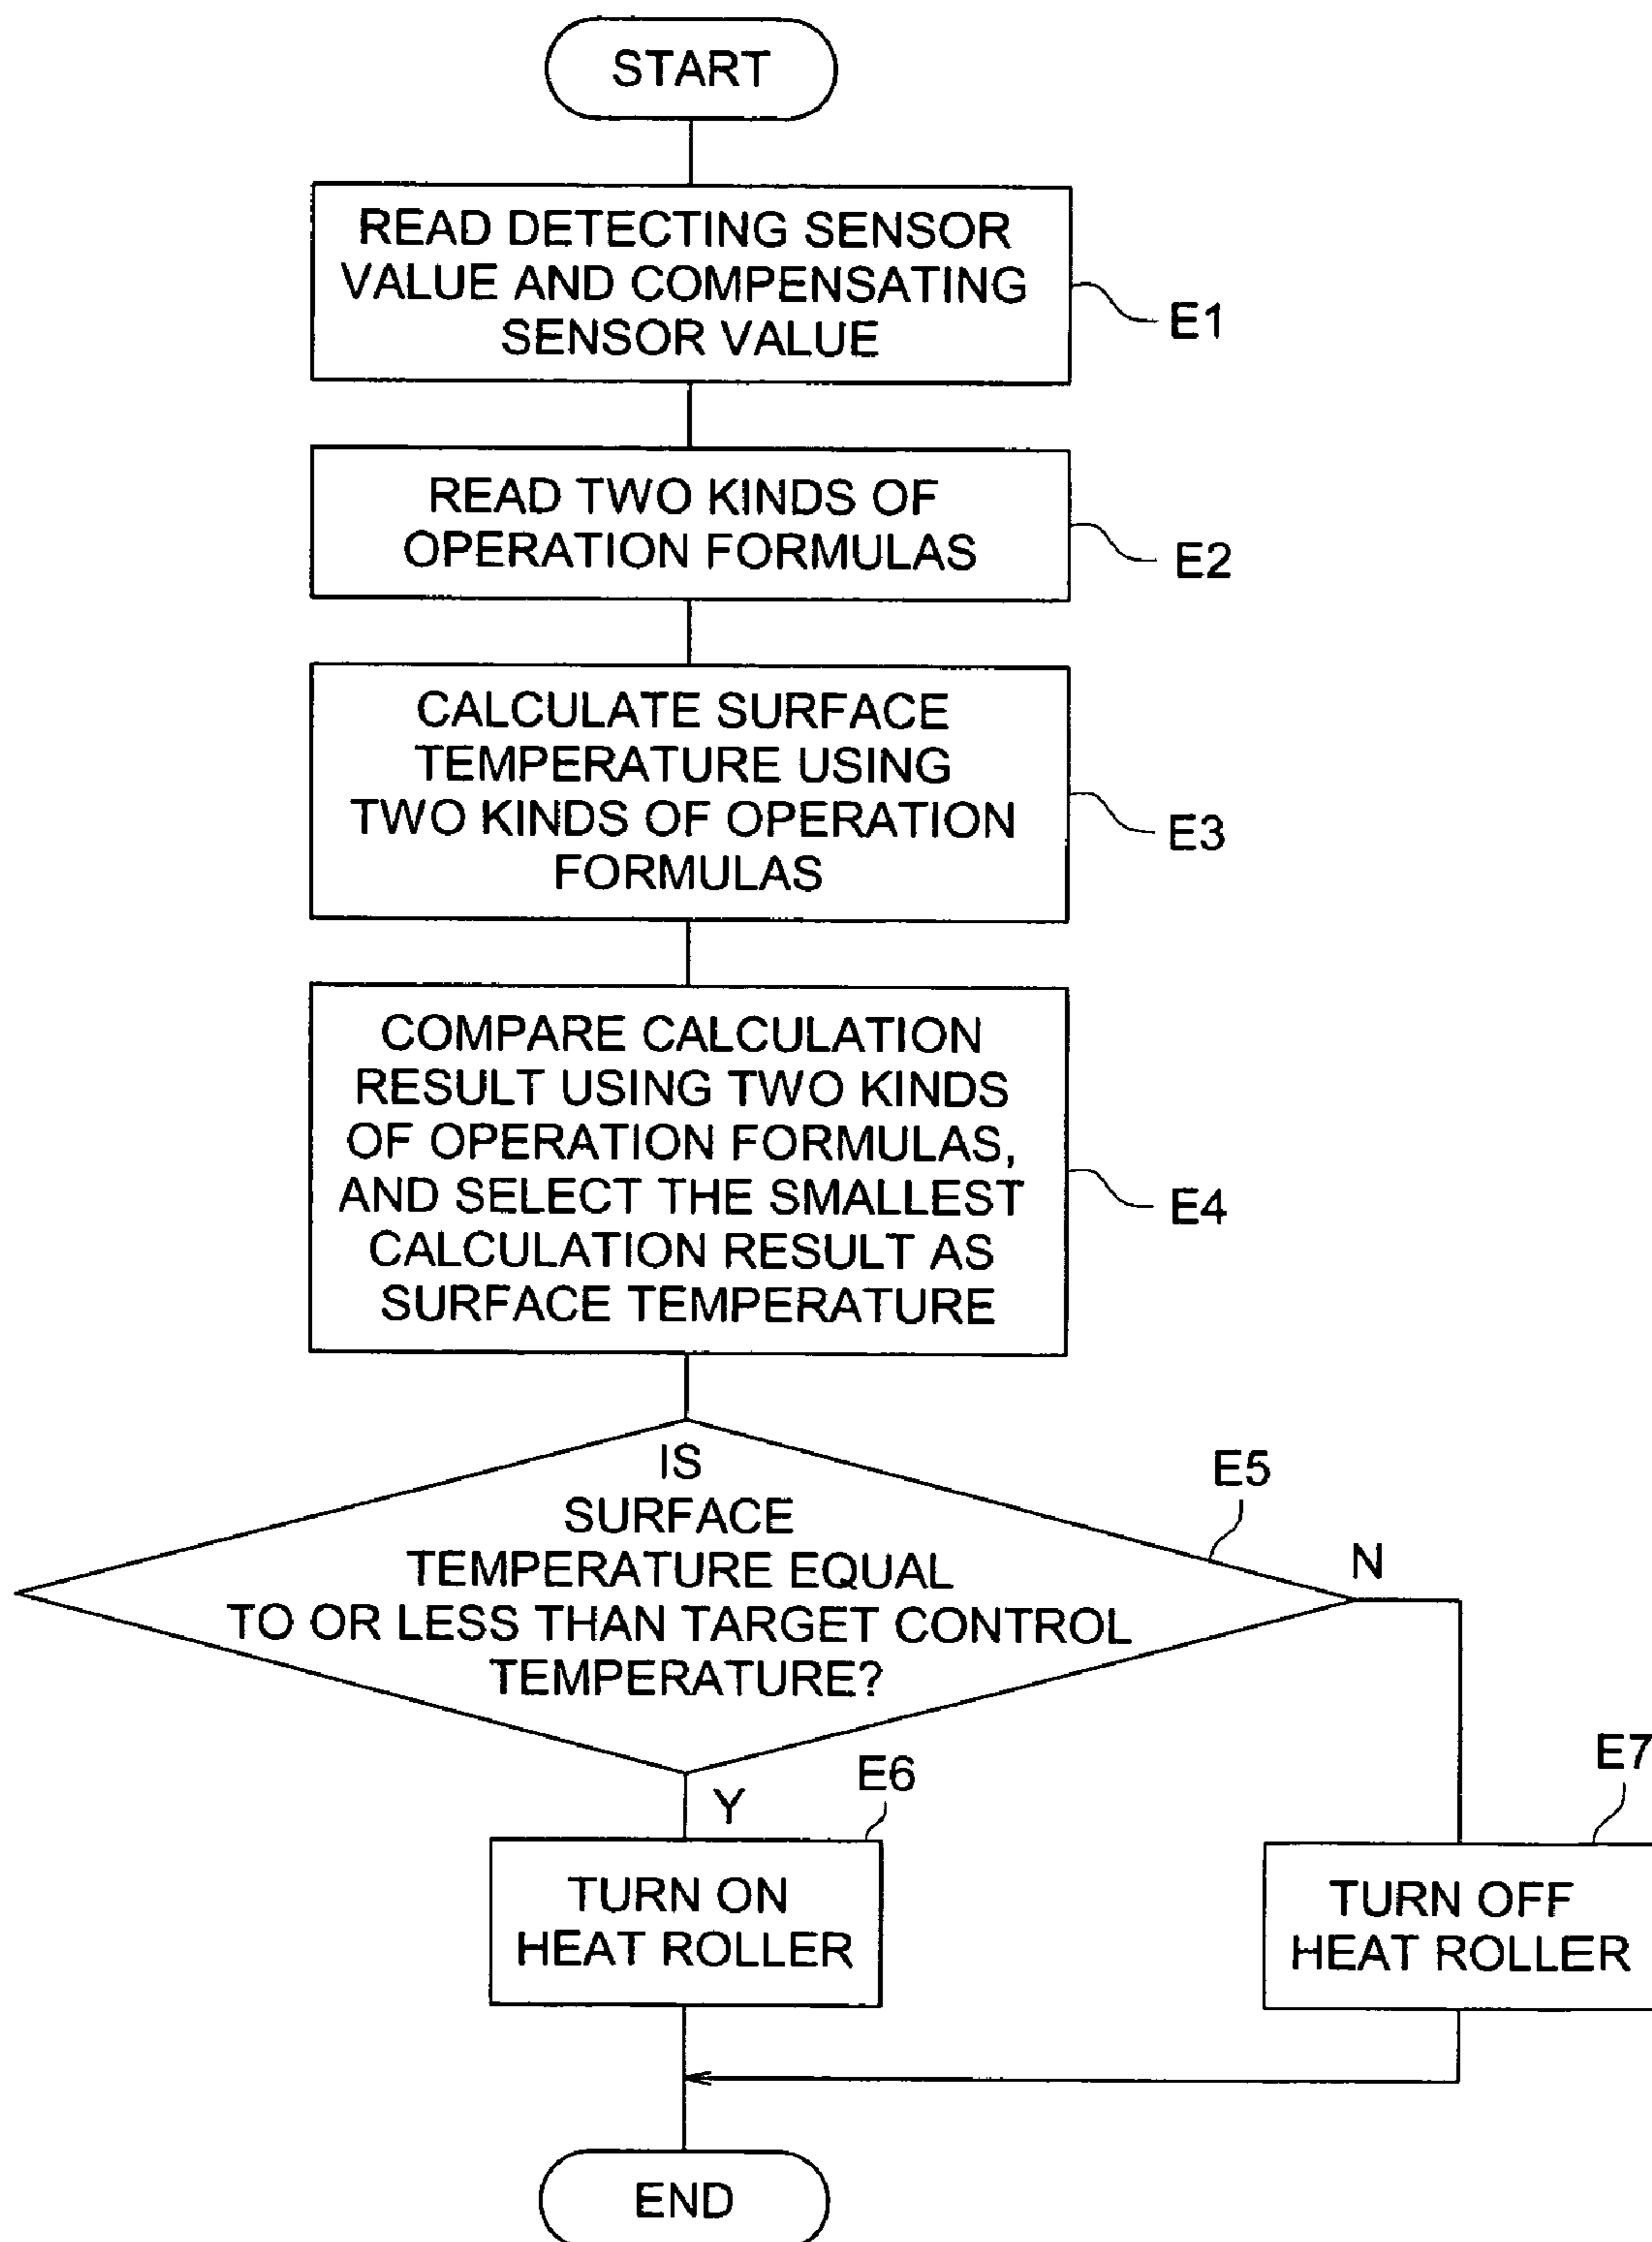 START
READ DETECTING SENSOR
VALUE AND COMPENSATING
SENSOR VALUE
E1
READ TWO KINDS OF
OPERATION FORMULAS
E2
CALCULATE SURFACE
TEMPERATURE USING
TWO KINDS OF OPERATION
FORMULAS
E3
COMPARE CALCULATION
RESULT USING TWO KINDS
OF OPERATION FORMULAS,
AND SELECT THE SMALLEST
CALCULATION RESULT AS
SURFACE TEMPERATURE
E4
IS
SURFACE
TEMPERATURE EQUAL
TO OR LESS THAN TARGET CONTROL
TEMPERATURE?
E5
N
Y
E6
TURN ON
HEAT ROLLER
E7
TURN OFF
HEAT ROLLER
END